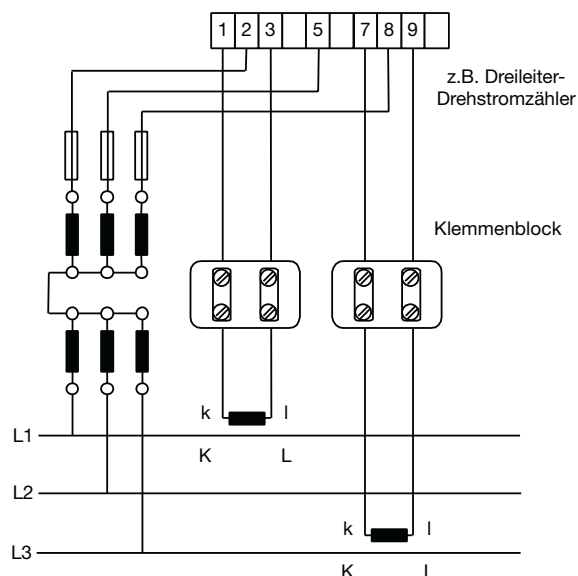 1 2 3 5 7 8 9
z.B. Dreileiter-
Drehstromzähler
Klemmenblock
k l
L1
K L
L2
k l
L3
K L